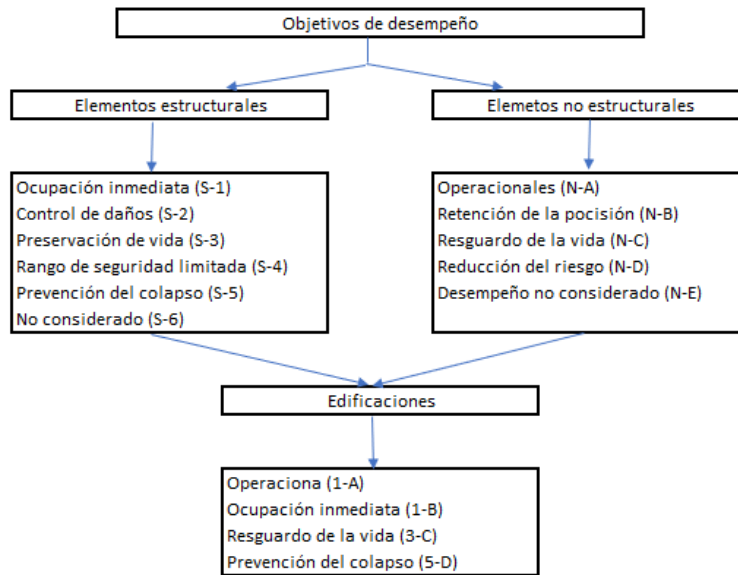 Objetivos de desempeño
Elementos estructurales
Elemetos no estructurales
Ocupación inmediata (S-1)
Control de daños (S-2)
Preservación de vida (S-3)
Rango de seguridad limitada (S-4)
Prevención del colapso (S-5)
No considerado (S-6)
Operacionales (N-A)
Retención de la pocisión (N-B)
Resguardo de la vida (N-C)
Reducción del riesgo (N-D)
Desempeño no considerado (N-E)
Edificaciones
Operaciona (1-A)
Ocupación inmediata (1-B)
Resguardo de la vida (3-C)
Prevención del colapso (5-D)